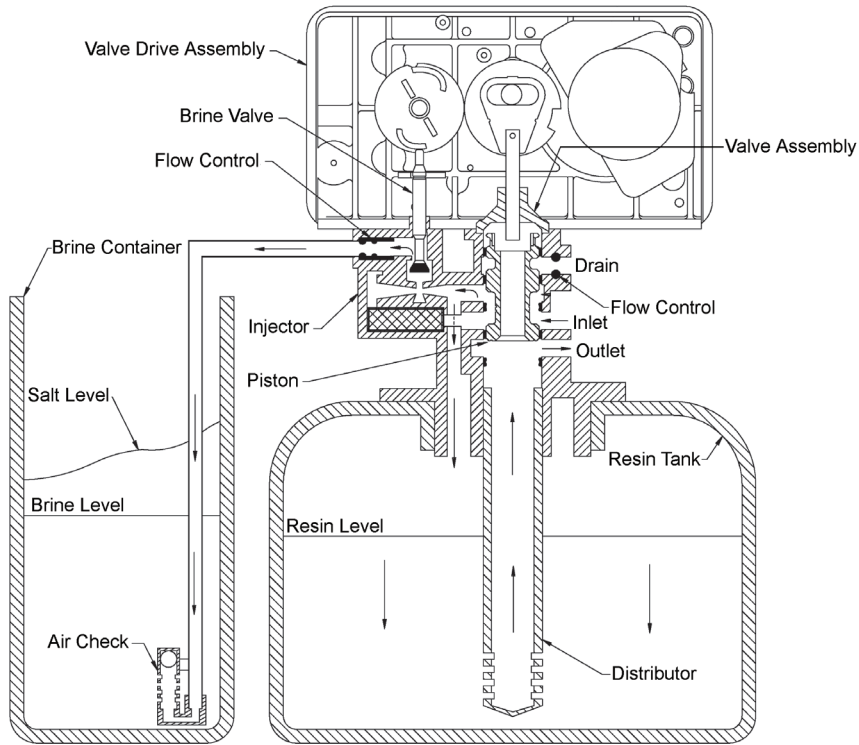 Valve Drive Assembly
Brine Valve
Flow Control
Valve Assembly
Brine Container
Drain
Flow Control
Injector
Inlet
Outlet
Piston
Salt Level
Resin Tank
Brine Level
Resin Level
Air Check
Distributor